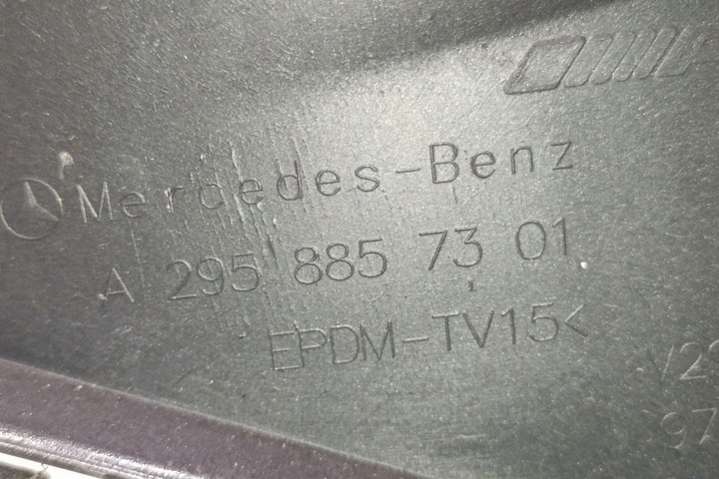 Mercedes-Benz
A 295 885 73 01
EPDM-TV15<